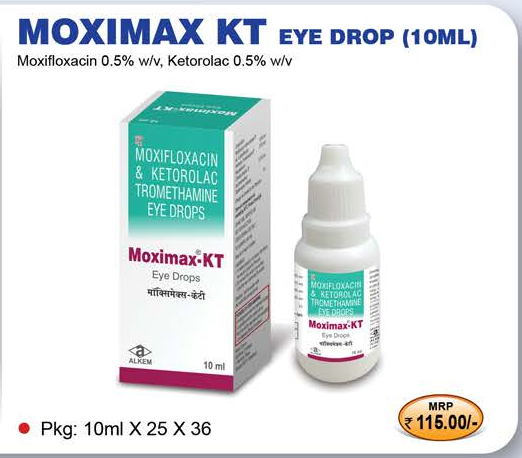 MOXIMAX KT EYE DROP (10ML)
Moxifloxacin 0.5% w/v, Ketorolac 0.5% w/v
Moximax-KT
MOXIFLOXACIN
& KETOROLAC
TROMETHAMINE
EYE DROPS
Moximax®-KT
Eye Drops
मॉक्सिमेक्स-केटी
ALKEM
10 ml
MOXIFLOXACIN
& KETOROLAC
TROMETHAMINE
EYE DROPS
Moximax-KT
Eye Drops
मॉक्सिमेक्स-केटी
Pkg: 10ml X 25 X 36
MRP
₹ 115.00/-